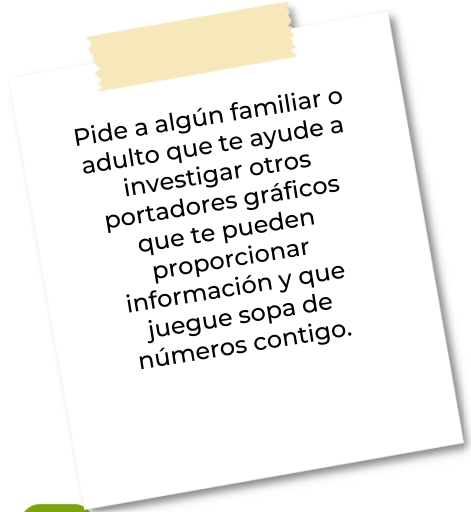 Pide a algún familiar o
adulto que te ayude a
investigar otros
portadores gráficos
que te pueden
proporcionar
información y que
juegue sopa de
números contigo.